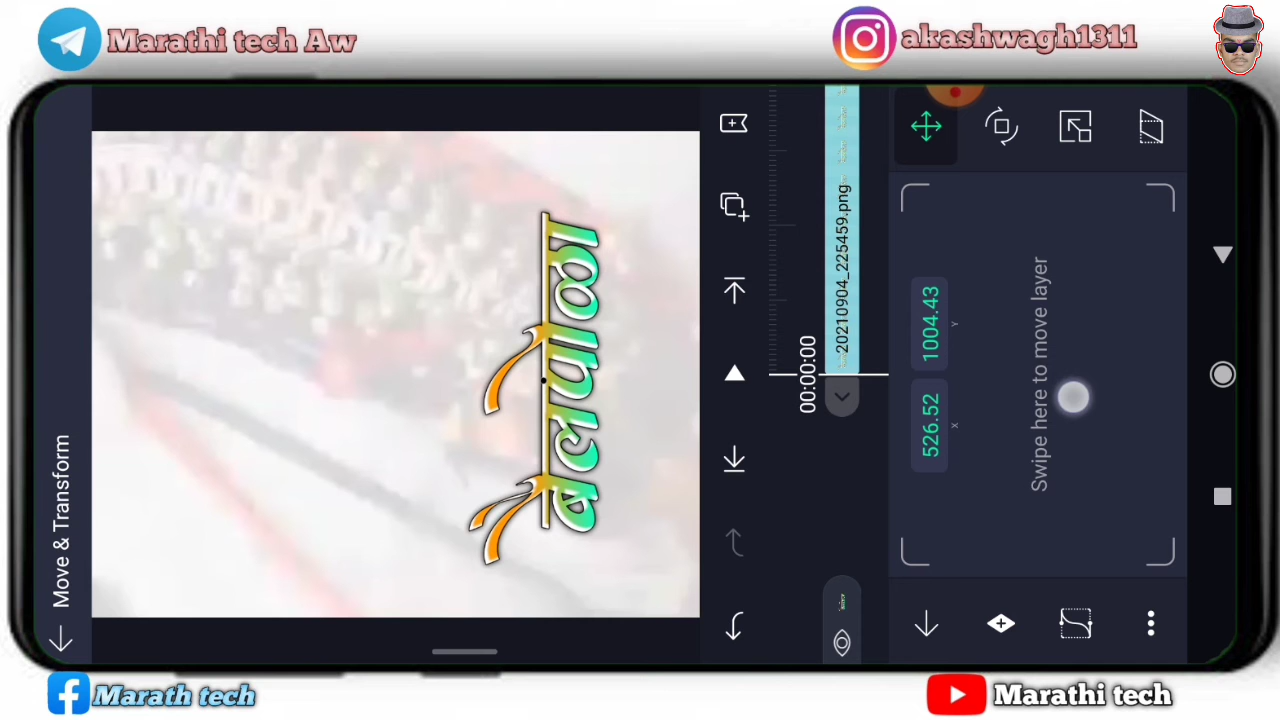 Marathi tech Aw
akashwagh1311
Move & Transform
बैलपोळा
00:00:00
20210904_225459.png
526.52
X
1004.43
Y
Swipe here to move layer
Marath tech
Marathi tech